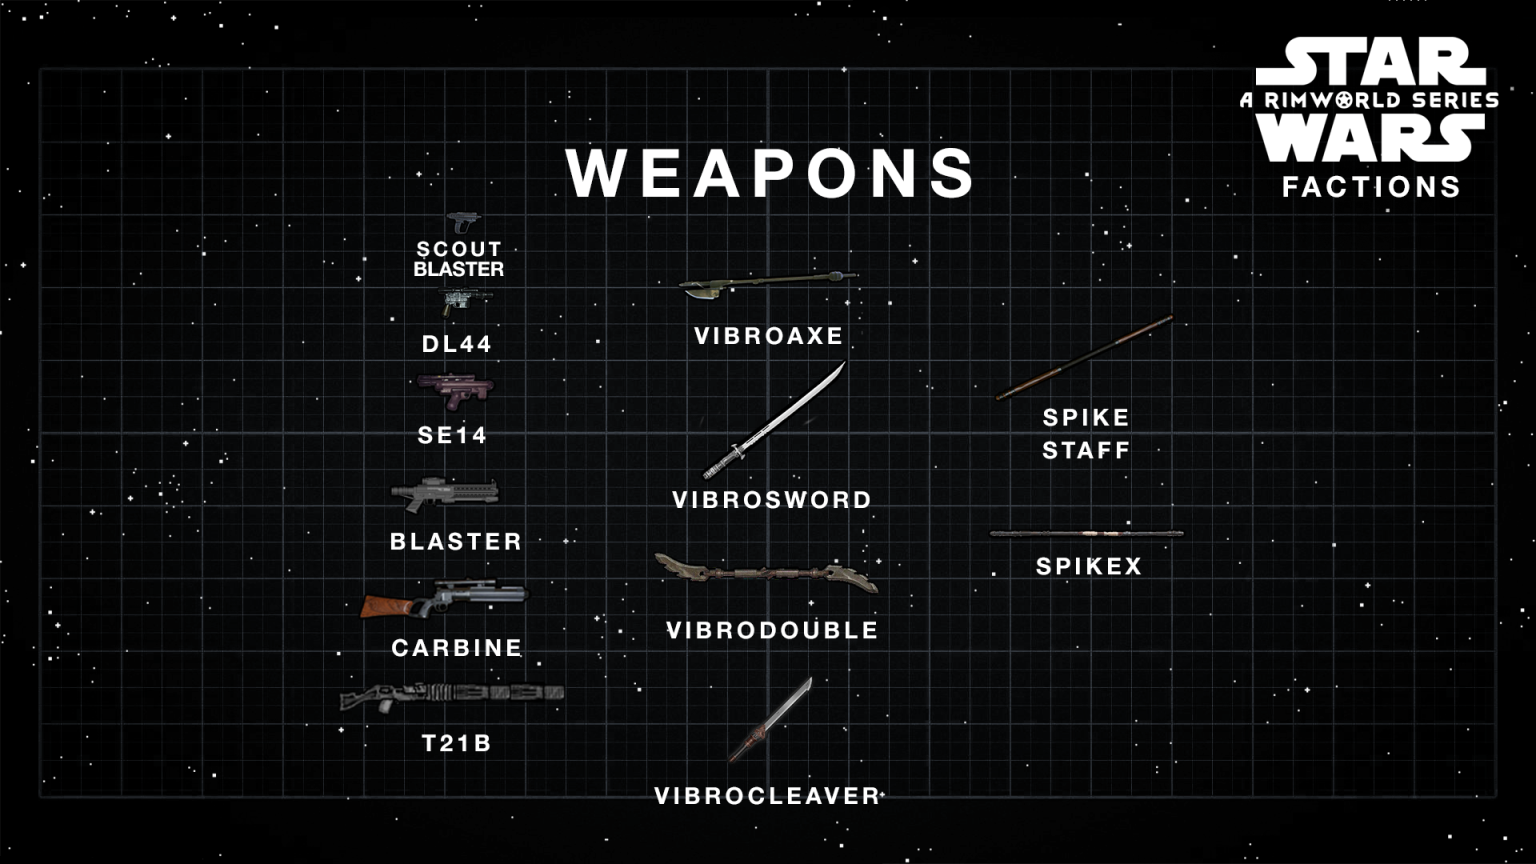 STAR
A RIMWORLD SERIES
WARS
FACTIONS
WEAPONS
SCOUT
BLASTER
DL44
SE14
BLASTER
CARBINE
T21B
VIBROAXE
VIBROSWORD
VIBRODOUBLE
VIBROCLEAVER
SPIKE
STAFF
SPIKEX